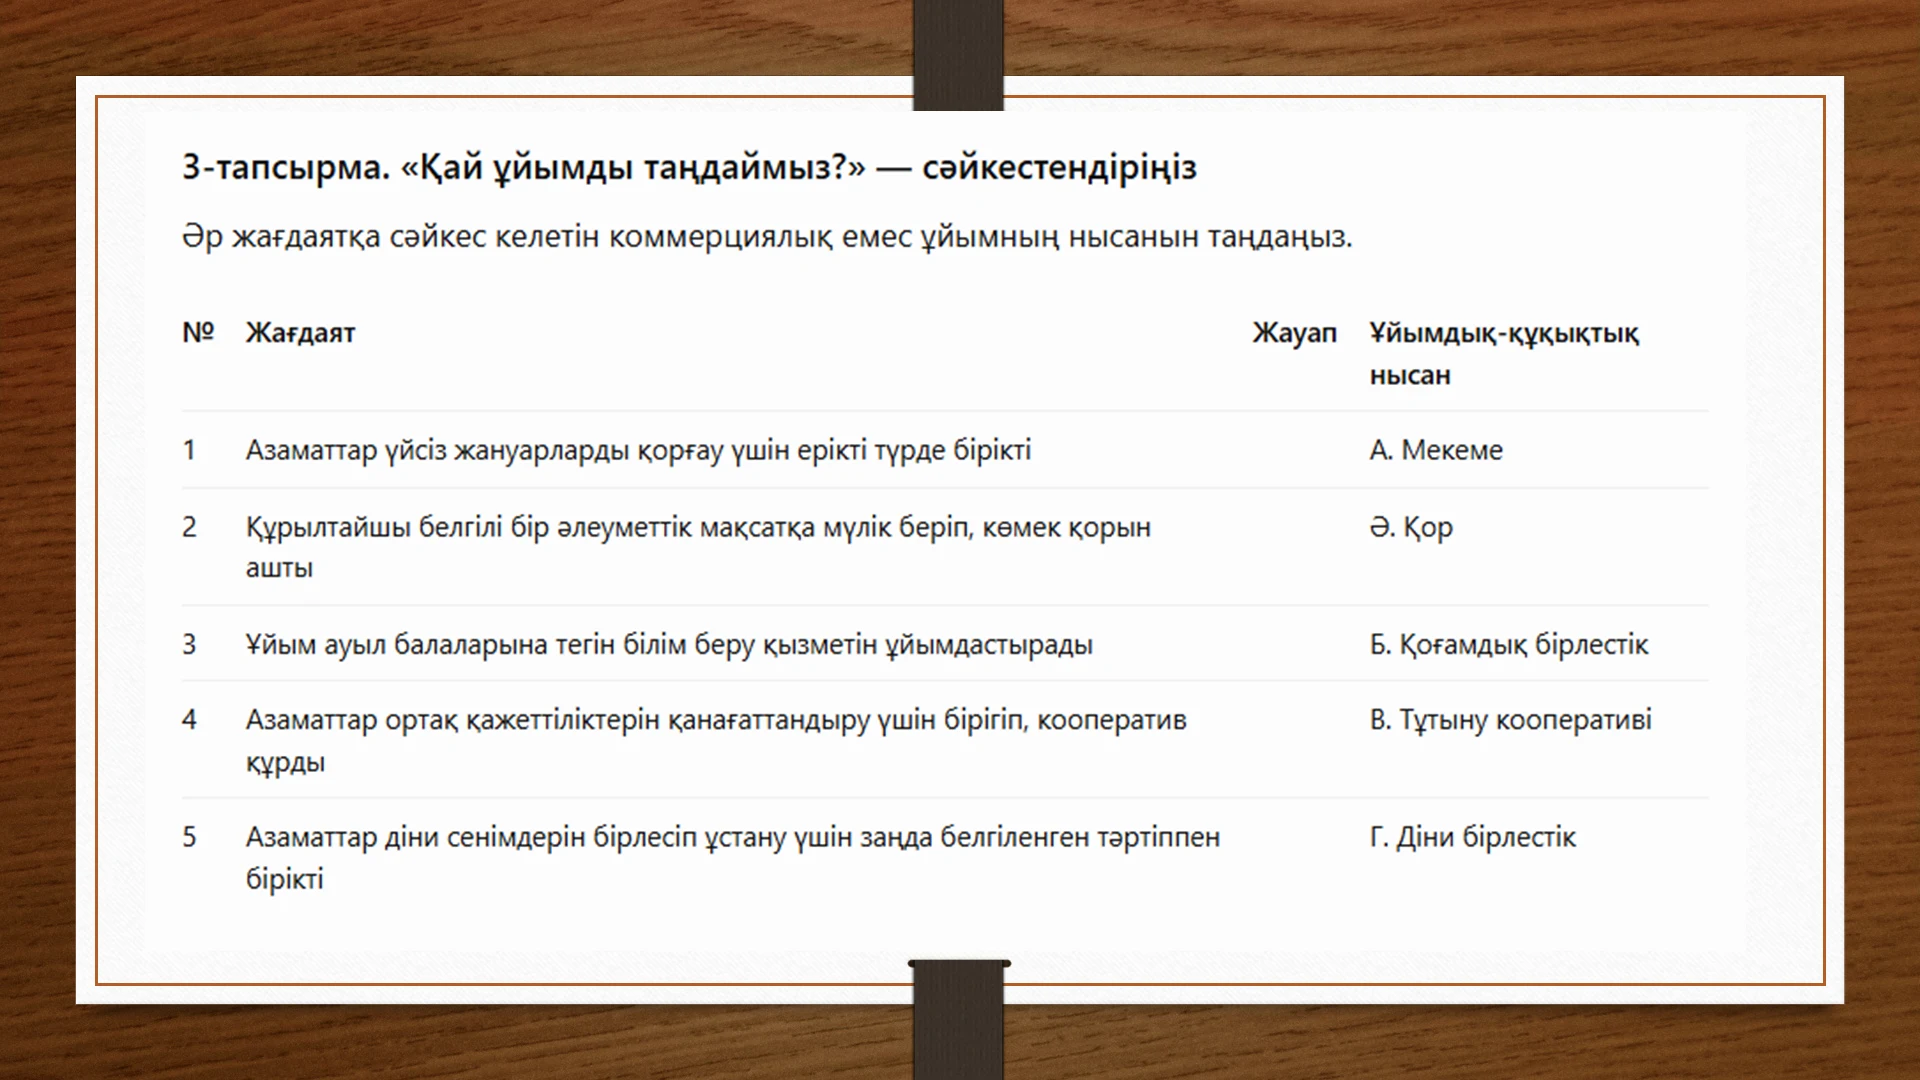 3-тапсырма. «Қай ұйымды таңдаймыз?» — сәйкестендіріңіз
Әр жағдаятқа сәйкес келетін коммерциялық емес ұйымның нысанын таңдаңыз.
№ Жағдаят Жауап Ұйымдық-құқықтық
нысан
1 Азаматтар үйсіз жануарларды қорғау үшін ерікті түрде бірікті А. Мекеме
2 Құрылтайшы белгілі бір әлеуметтік мақсатқа мүлік беріп, көмек қорын Ә. Қор
ашты
3 Ұйым ауыл балаларына тегін білім беру қызметін ұйымдастырады Б. Қоғамдық бірлестік
4 Азаматтар ортақ қажеттіліктерін қанағаттандыру үшін бірігіп, кооператив В. Тұтыну кооперативі
құрды
5 Азаматтар діни сенімдерін бірлесіп ұстану үшін заңда белгіленген тәртіппен Г. Діни бірлестік
бірікті